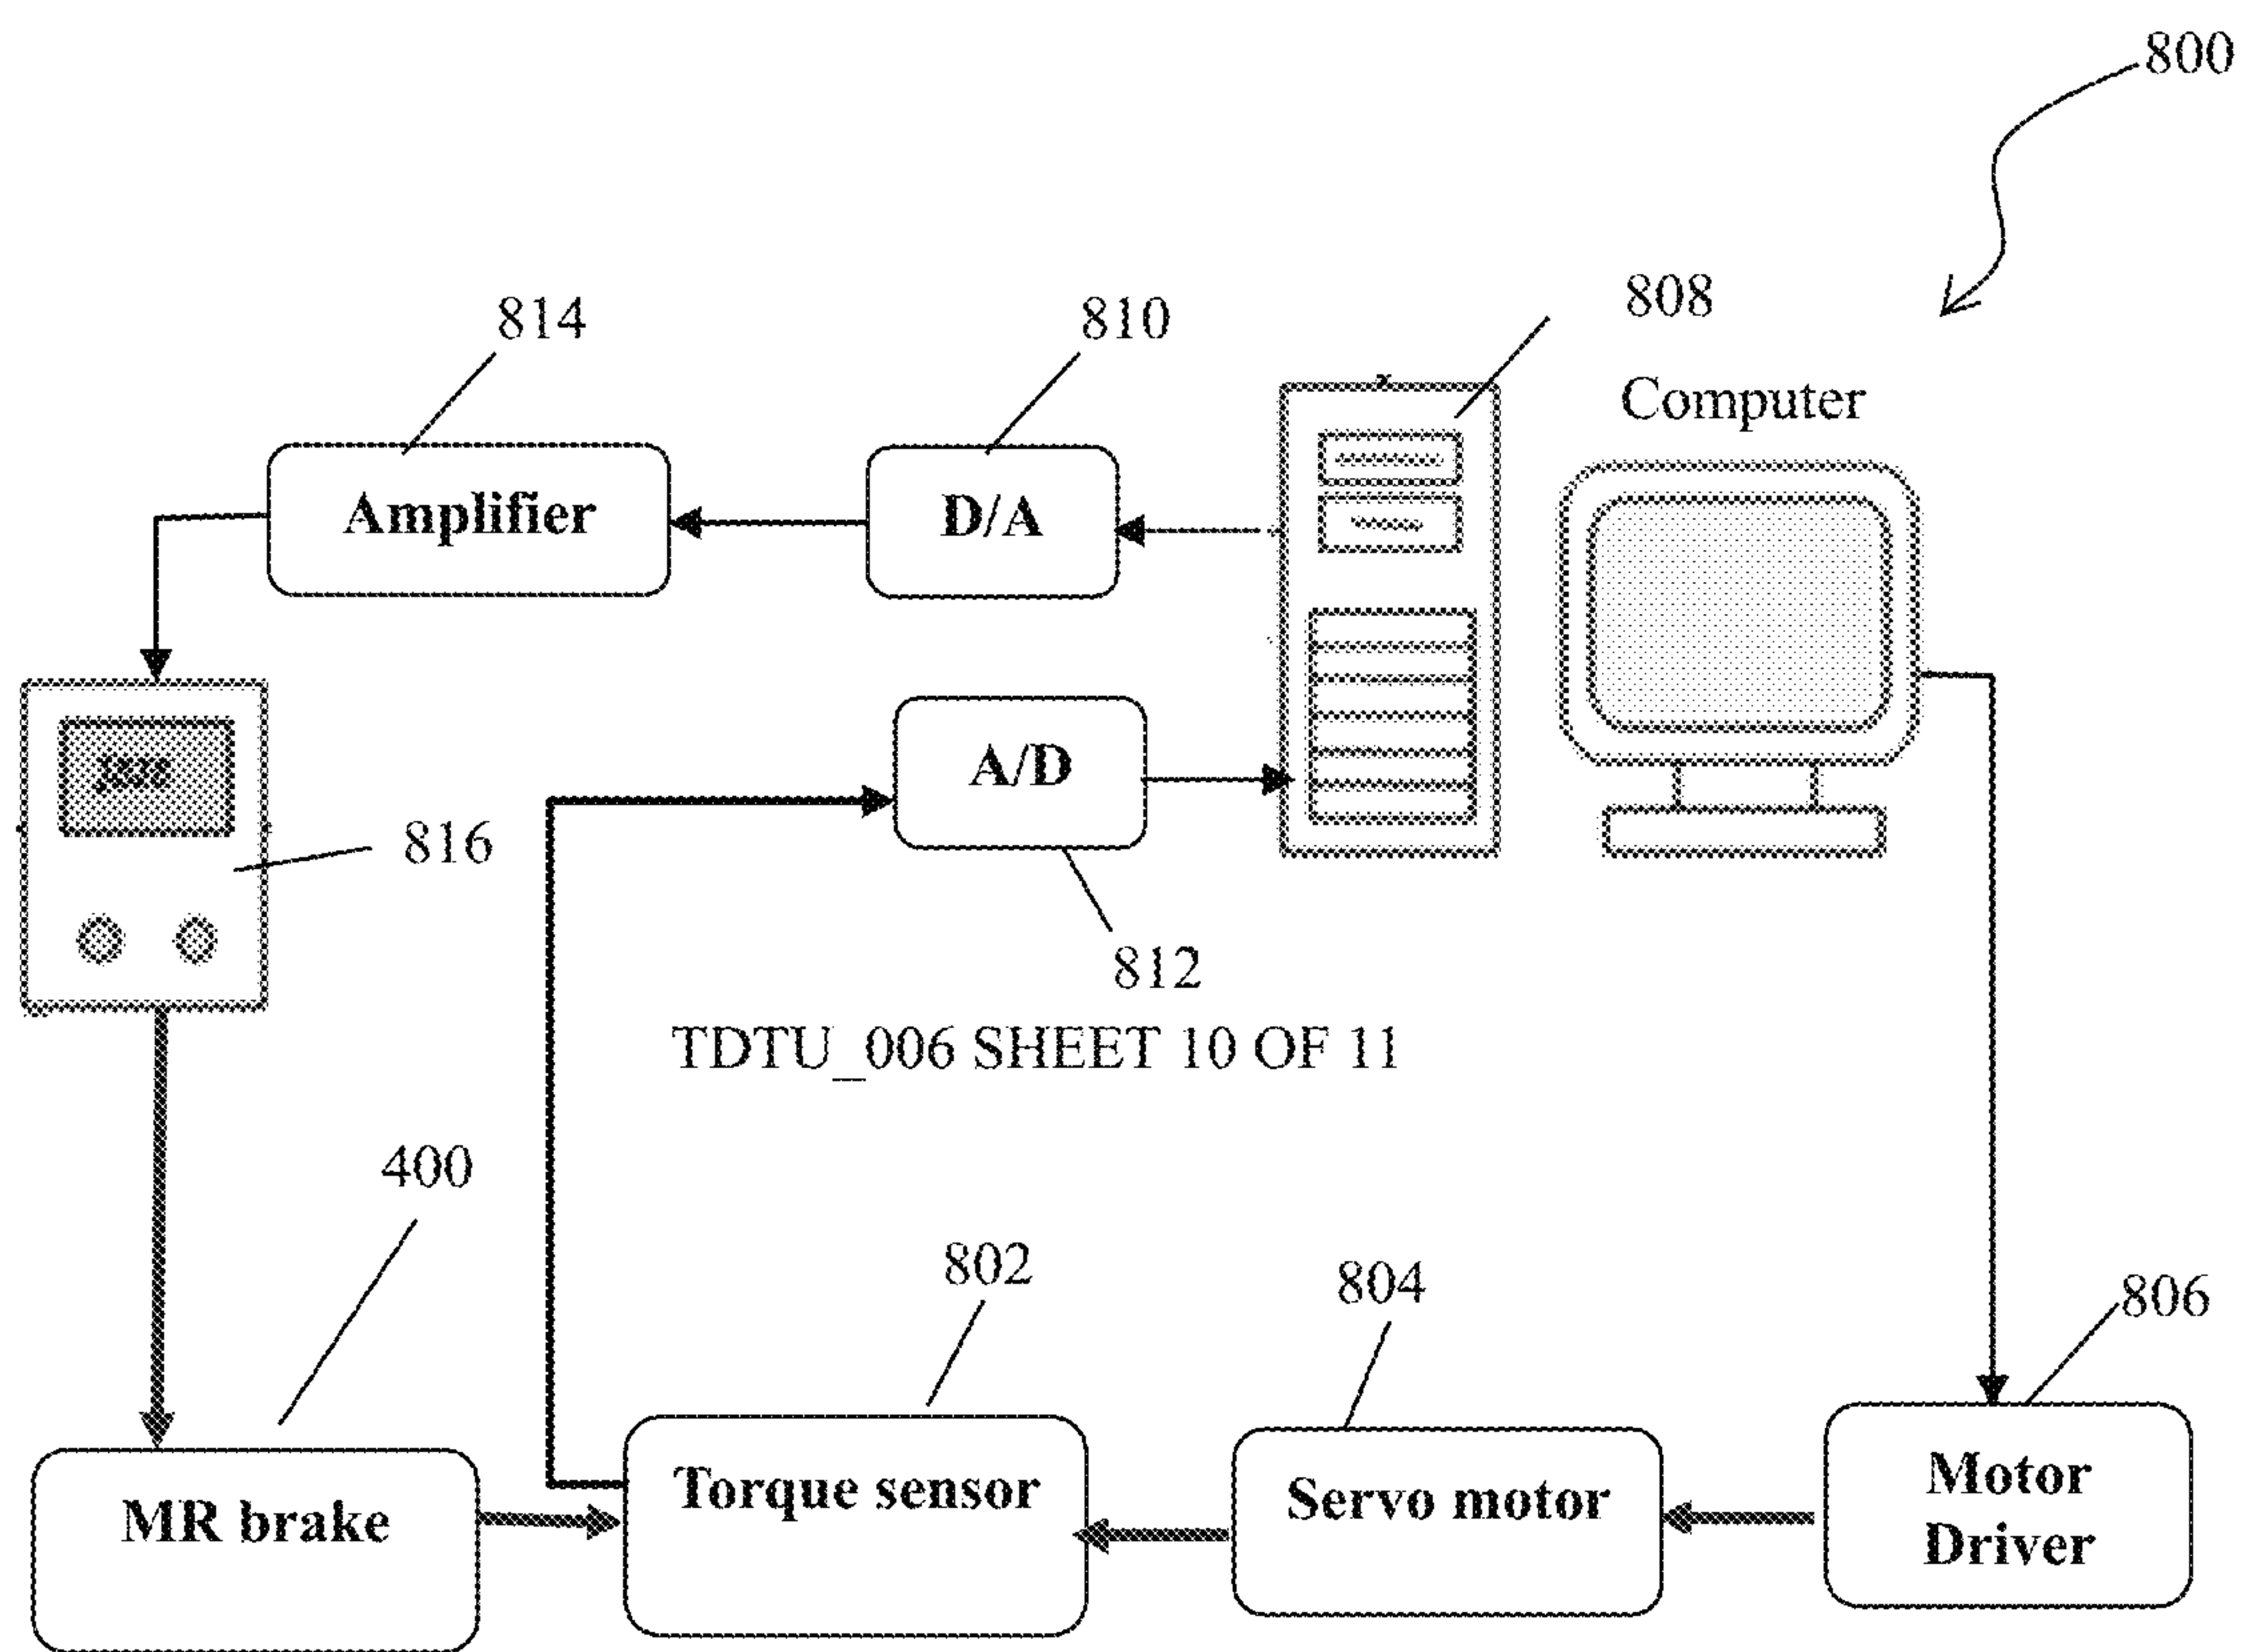 800
808
814
810
Computer
Amplifier
D/A
A/D
816
812
TDTU_006 SHEET 10 OF 11
400
802
804
806
Torque sensor
Motor
Driver
Servo motor
MR brake